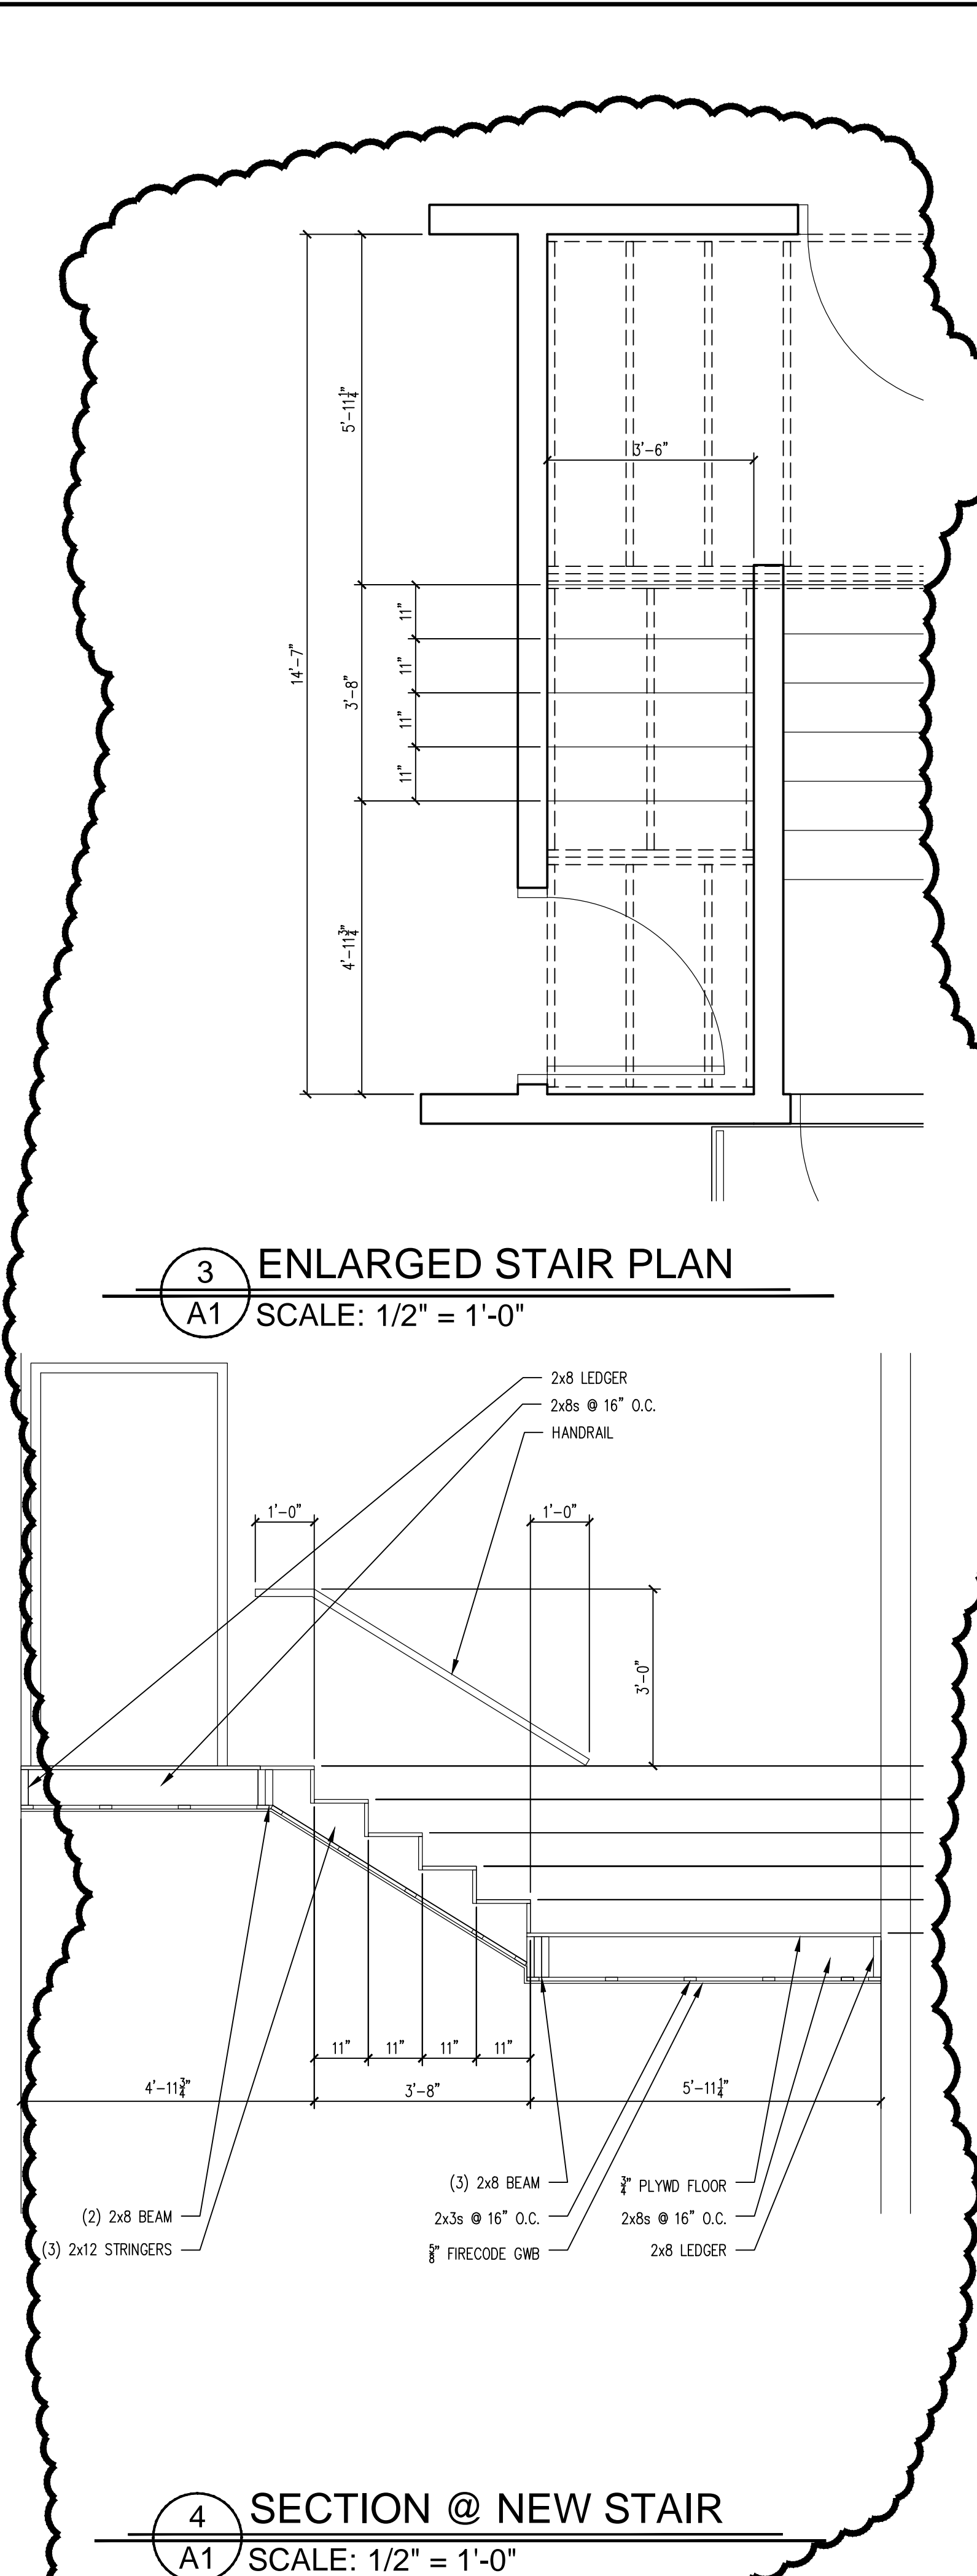 5'-11¼"
3'-6"
14'-7"
11"
11"
3'-8"
11"
11"
4'-11¾"
3
A1
ENLARGED STAIR PLAN
SCALE: 1/2" = 1'-0"
2x8 LEDGER
2x8s @ 16" O.C.
HANDRAIL
1'-0"
1'-0"
3'-0"
11"
11"
11"
11"
4'-11¾"
3'-8"
5'-11¼"
(2) 2x8 BEAM
(3) 2x12 STRINGERS
(3) 2x8 BEAM
2x3s @ 16" O.C.
⅝" FIRECODE GWB
¾" PLYWD FLOOR
2x8s @ 16" O.C.
2x8 LEDGER
4
A1
SECTION @ NEW STAIR
SCALE: 1/2" = 1'-0"